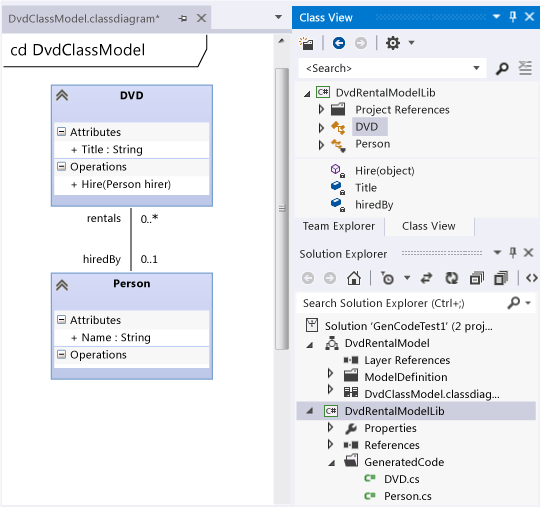 DvdClassModel.classdiagram*
cd DvdClassModel
DVD
Attributes
+ Title : String
Operations
+ Hire(Person hirer)
rentals 0..*
hiredBy 0..1
Person
Attributes
+ Name : String
Operations
Class View
<Search>
C# DvdRentalModelLib
Project References
DVD
Person
Hire(object)
Title
hiredBy
Team Explorer Class View
Solution Explorer
Search Solution Explorer (Ctrl+;)
Solution 'GenCodeTest1' (2 proj...
DvdRentalModel
Layer References
ModelDefinition
DvdClassModel.classdiag...
C# DvdRentalModelLib
Properties
References
GeneratedCode
C# DVD.cs
C# Person.cs